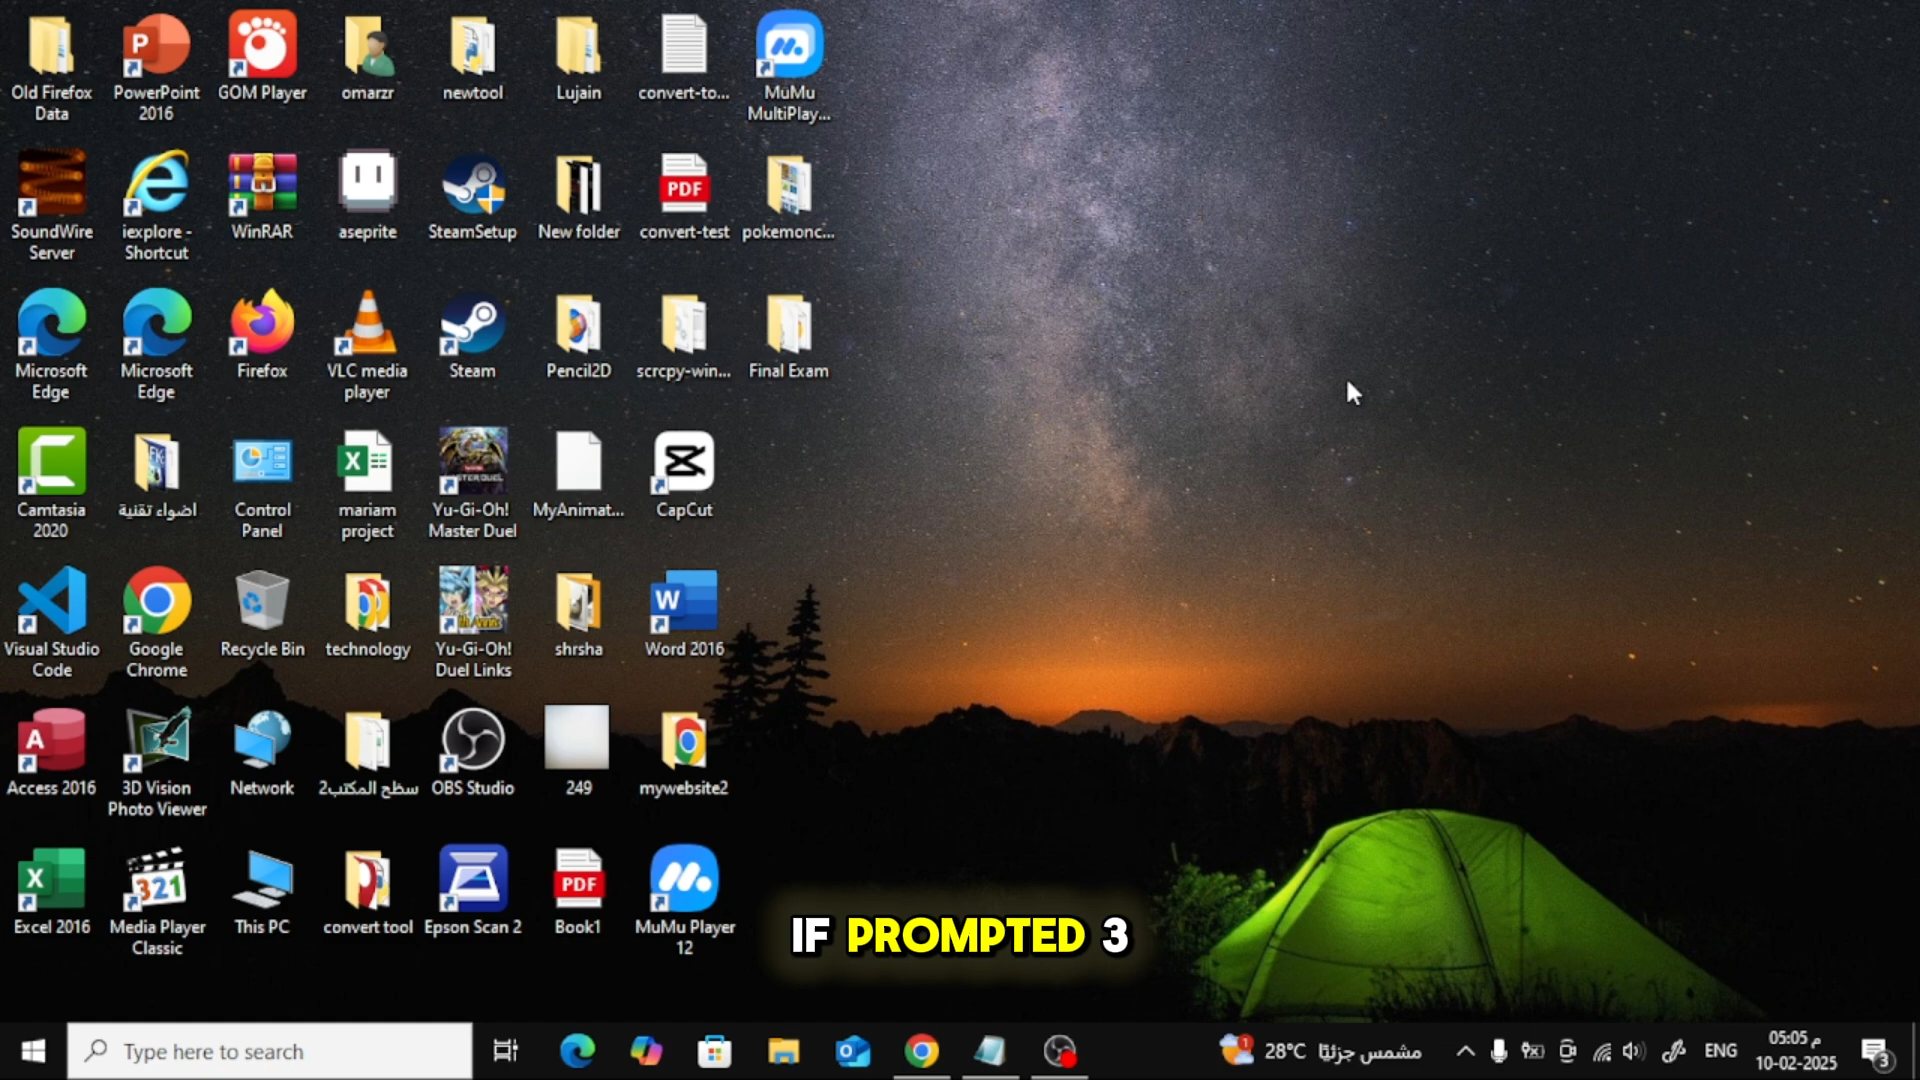 Old Firefox
Data
PowerPoint
2016
GOM Player
omarzr
newtool
Lujain
convert-to...
MuMu
MultiPlay...
SoundWire
Server
iexplore -
Shortcut
WinRAR
aseprite
SteamSetup
New folder
PDF
convert-test
pokemonc...
Microsoft
Edge
Microsoft
Edge
Firefox
VLC media
player
Steam
Pencil2D
scrcpy-win...
Final Exam
Camtasia
2020
اضواء تقنية
Control
Panel
mariam
project
Yu-Gi-Oh!
Master Duel
MyAnimat...
CapCut
Visual Studio
Code
Google
Chrome
Recycle Bin
technology
Yu-Gi-Oh!
Duel Links
shrsha
Word 2016
Access 2016
3D Vision
Photo Viewer
Network
سطح المكتب2
OBS Studio
249
mywebsite2
Excel 2016
321
Media Player
Classic
This PC
convert tool
Epson Scan 2
PDF
Book1
MuMu Player
12
IF PROMPTED 3
Type here to search
1
28°C مشمس جزئيًا
ENG
05:05 م
10-02-2025
3